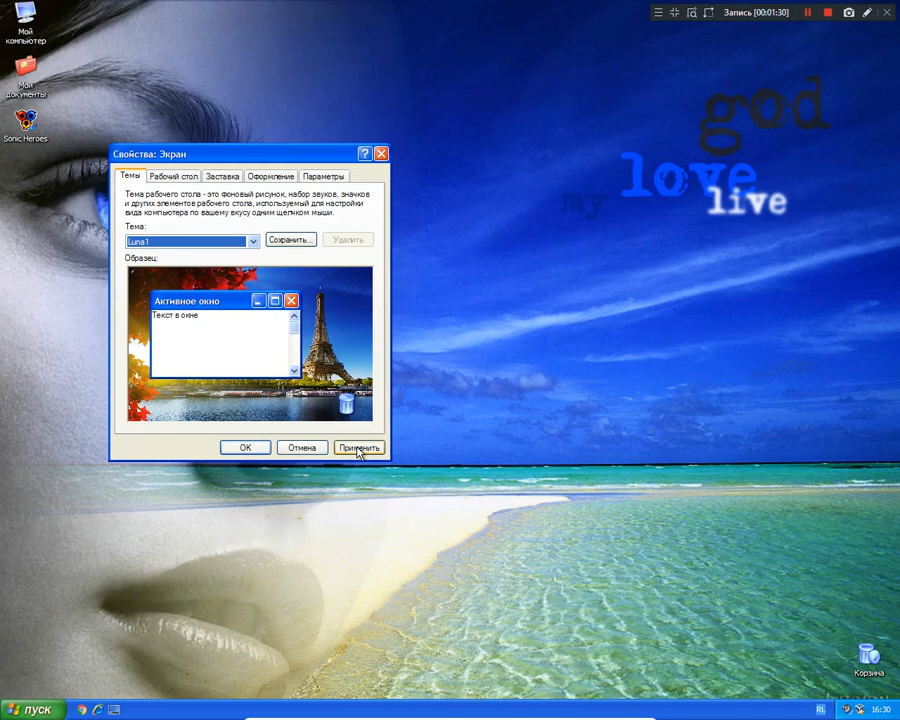 Мой
компьютер
Мои
документы
Sonic Heroes
Запись [00:01:30]
god
love
my
live
Свойства: Экран
Темы
Рабочий стол
Заставка
Оформление
Параметры
Тема рабочего стола - это фоновый рисунок, набор звуков, значков
и других элементов рабочего стола, используемый для настройки
вида компьютера по вашему вкусу одним щелчком мыши.
Тема:
Luna1
Сохранить...
Удалить
Образец:
Активное окно
Текст в окне
OK
Отмена
Применить
Корзина
пуск
RL
16:30